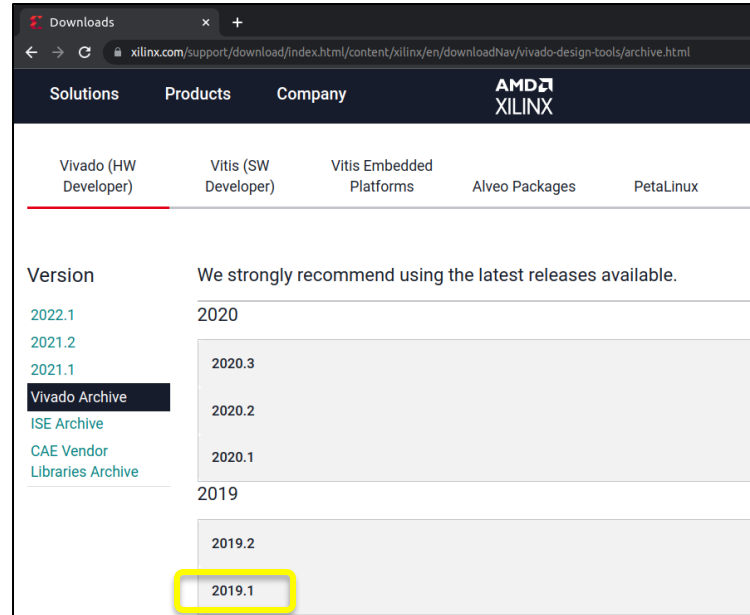 Downloads
xilinx.com/support/download/index.html/content/xilinx/en/downloadNav/vivado-design-tools/archive.html
Solutions Products Company AMD XILINX
Vivado (HW Developer) Vitis (SW Developer) Vitis Embedded Platforms Alveo Packages PetaLinux
Version
We strongly recommend using the latest releases available.
2022.1
2021.2
2021.1
Vivado Archive
ISE Archive
CAE Vendor
Libraries Archive
2020
2020.3
2020.2
2020.1
2019
2019.2
2019.1